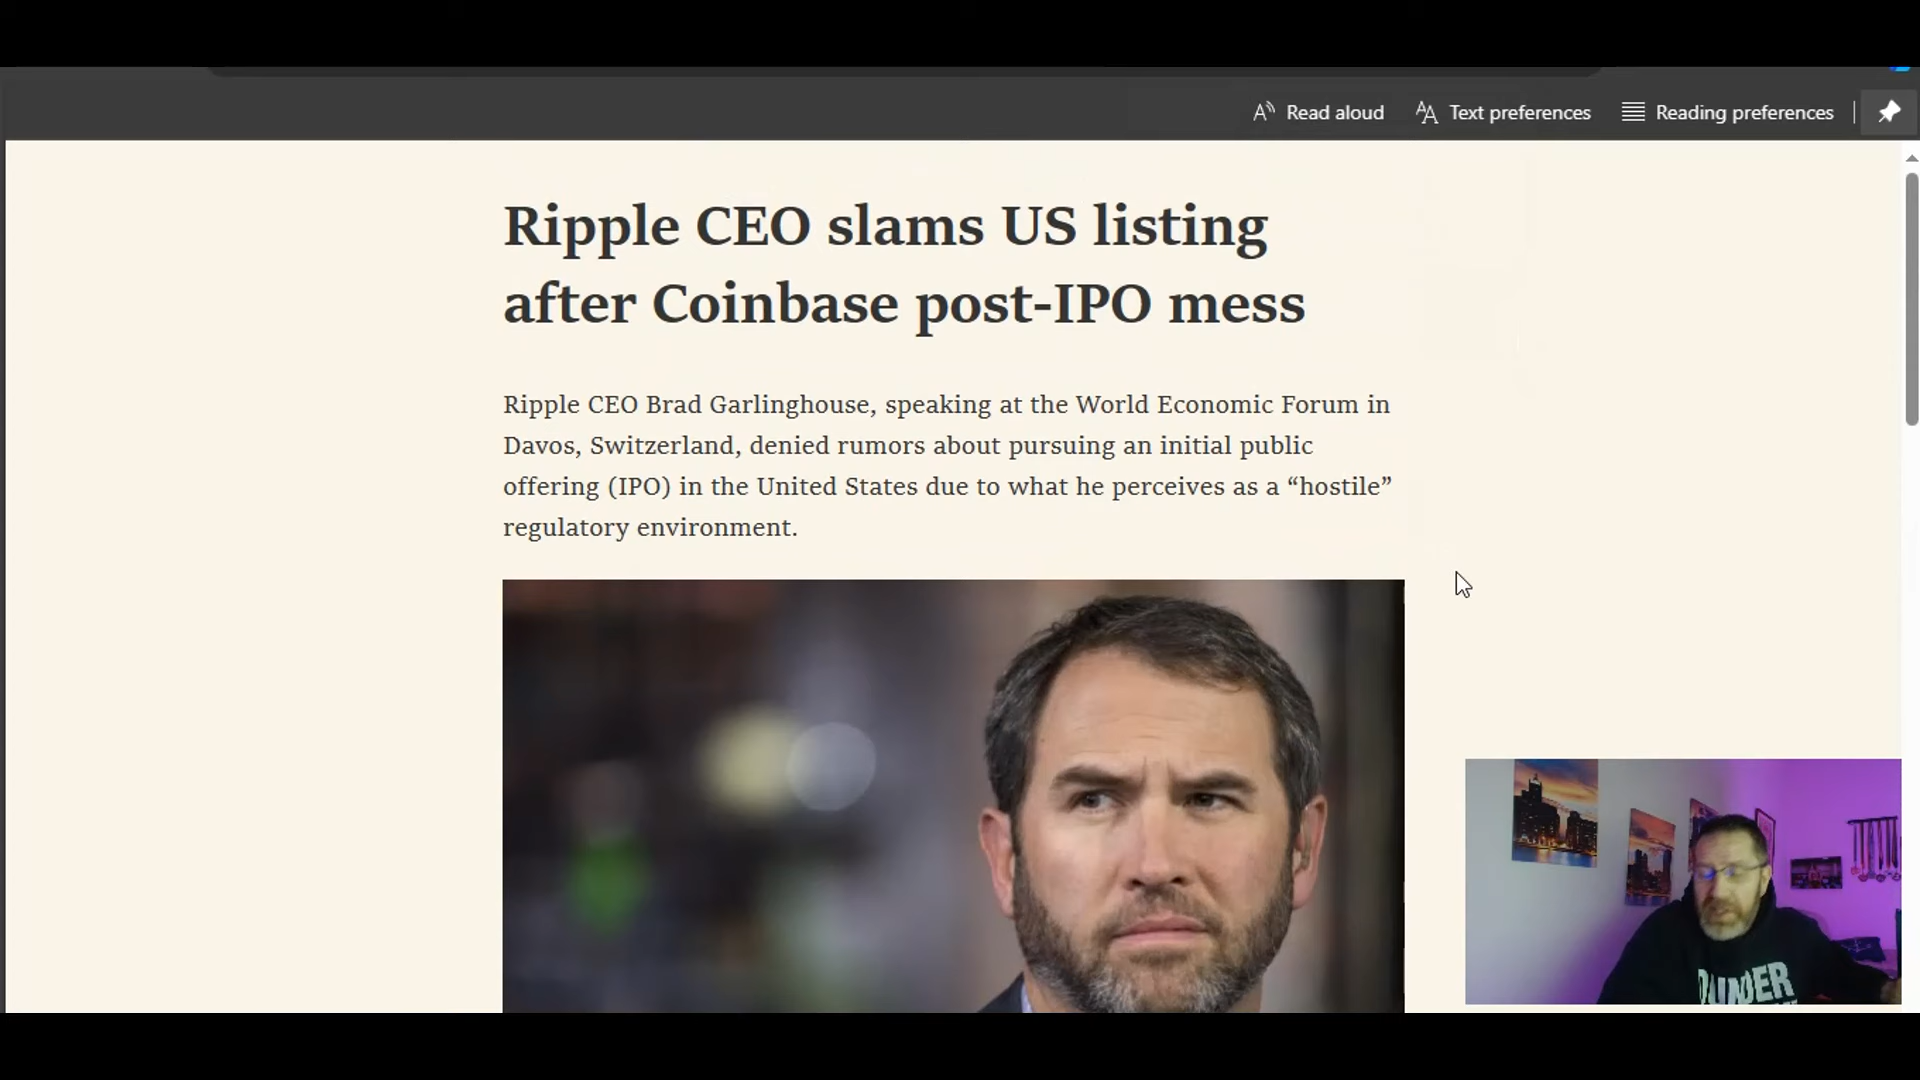 Read aloud
Text preferences
Reading preferences
Ripple CEO slams US listing
after Coinbase post-IPO mess
Ripple CEO Brad Garlinghouse, speaking at the World Economic Forum in
Davos, Switzerland, denied rumors about pursuing an initial public
offering (IPO) in the United States due to what he perceives as a “hostile”
regulatory environment.